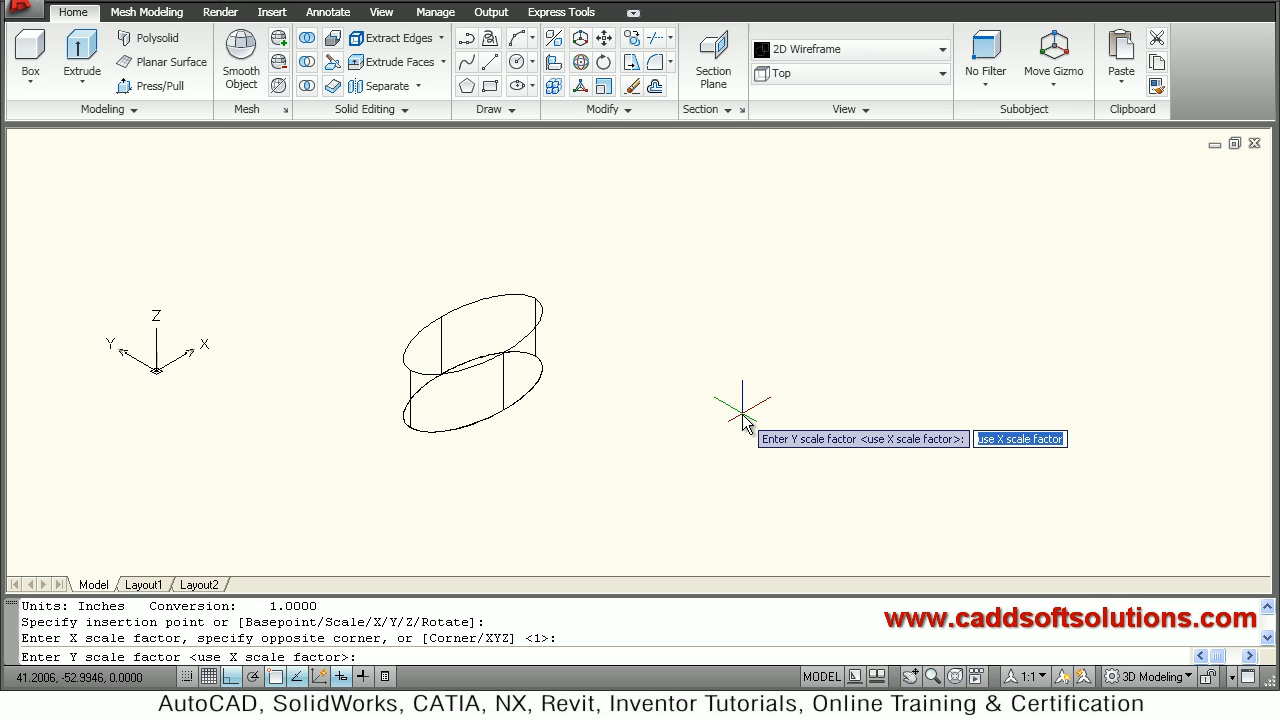 Home Mesh Modeling Render Insert Annotate View Manage Output Express Tools
Box
Extrude
Polysolid
Planar Surface
Press/Pull
Smooth Object
Extract Edges
Extrude Faces
Separate
Section Plane
2D Wireframe
Top
No Filter
Move Gizmo
Paste
Modeling
Mesh
Solid Editing
Draw
Modify
Section
View
Subobject
Clipboard
Z
Y
X
Enter Y scale factor <use X scale factor>: use X scale factor
Model Layout1 Layout2
Units: Inches Conversion: 1.0000
Specify insertion point or [Basepoint/Scale/X/Y/Z/Rotate]:
Enter X scale factor, specify opposite corner, or [Corner/XYZ] <1>:
Enter Y scale factor <use X scale factor>:
www.caddsoftsolutions.com
41.2006, -52.9946, 0.0000
MODEL
1:1
3D Modeling
AutoCAD, SolidWorks, CATIA, NX, Revit, Inventor Tutorials, Online Training & Certification